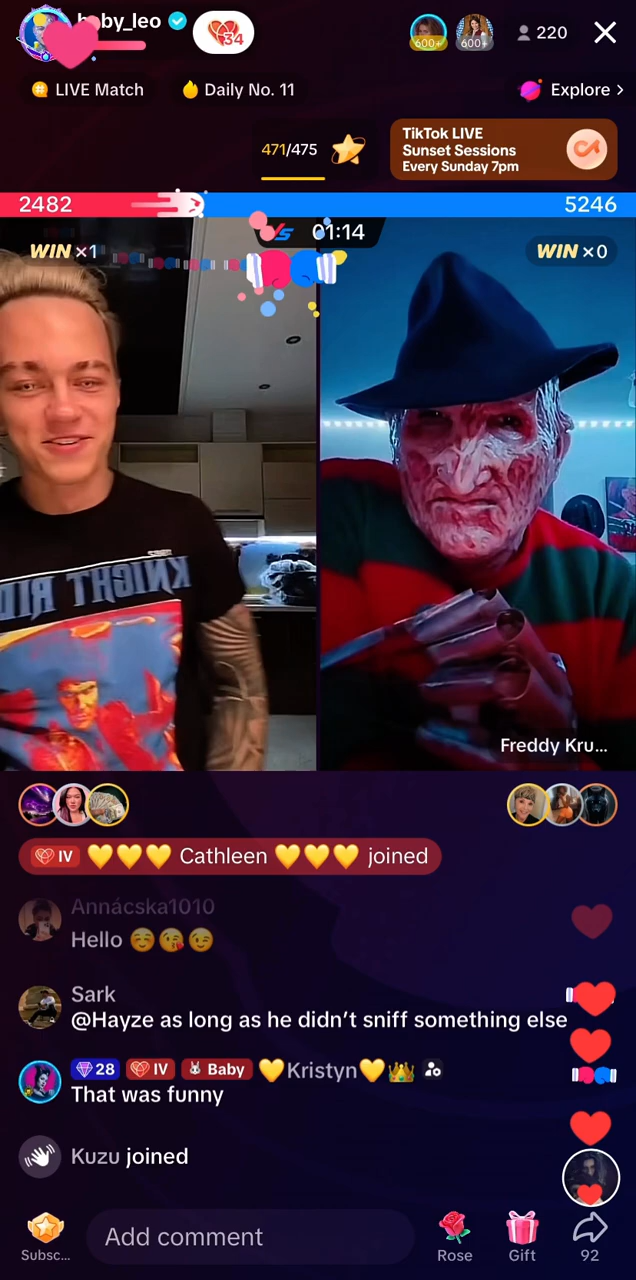 baby_leo
34
600+
600+
220
LIVE Match
Daily No. 11
Explore >
471/475
TikTok LIVE
Sunset Sessions
Every Sunday 7pm
2482
5246
VS 01:14
WIN ×1
WIN ×0
KNIGHT RID
Freddy Kru...
IV 💛💛💛 Cathleen 💛💛💛 joined
Annácska1010
Hello ☺️😘😉
Sark
@Hayze as long as he didn't sniff something else
28 IV Baby 💛Kristyn💛👑
That was funny
Kuzu joined
Subsc...
Add comment
Rose
Gift
92